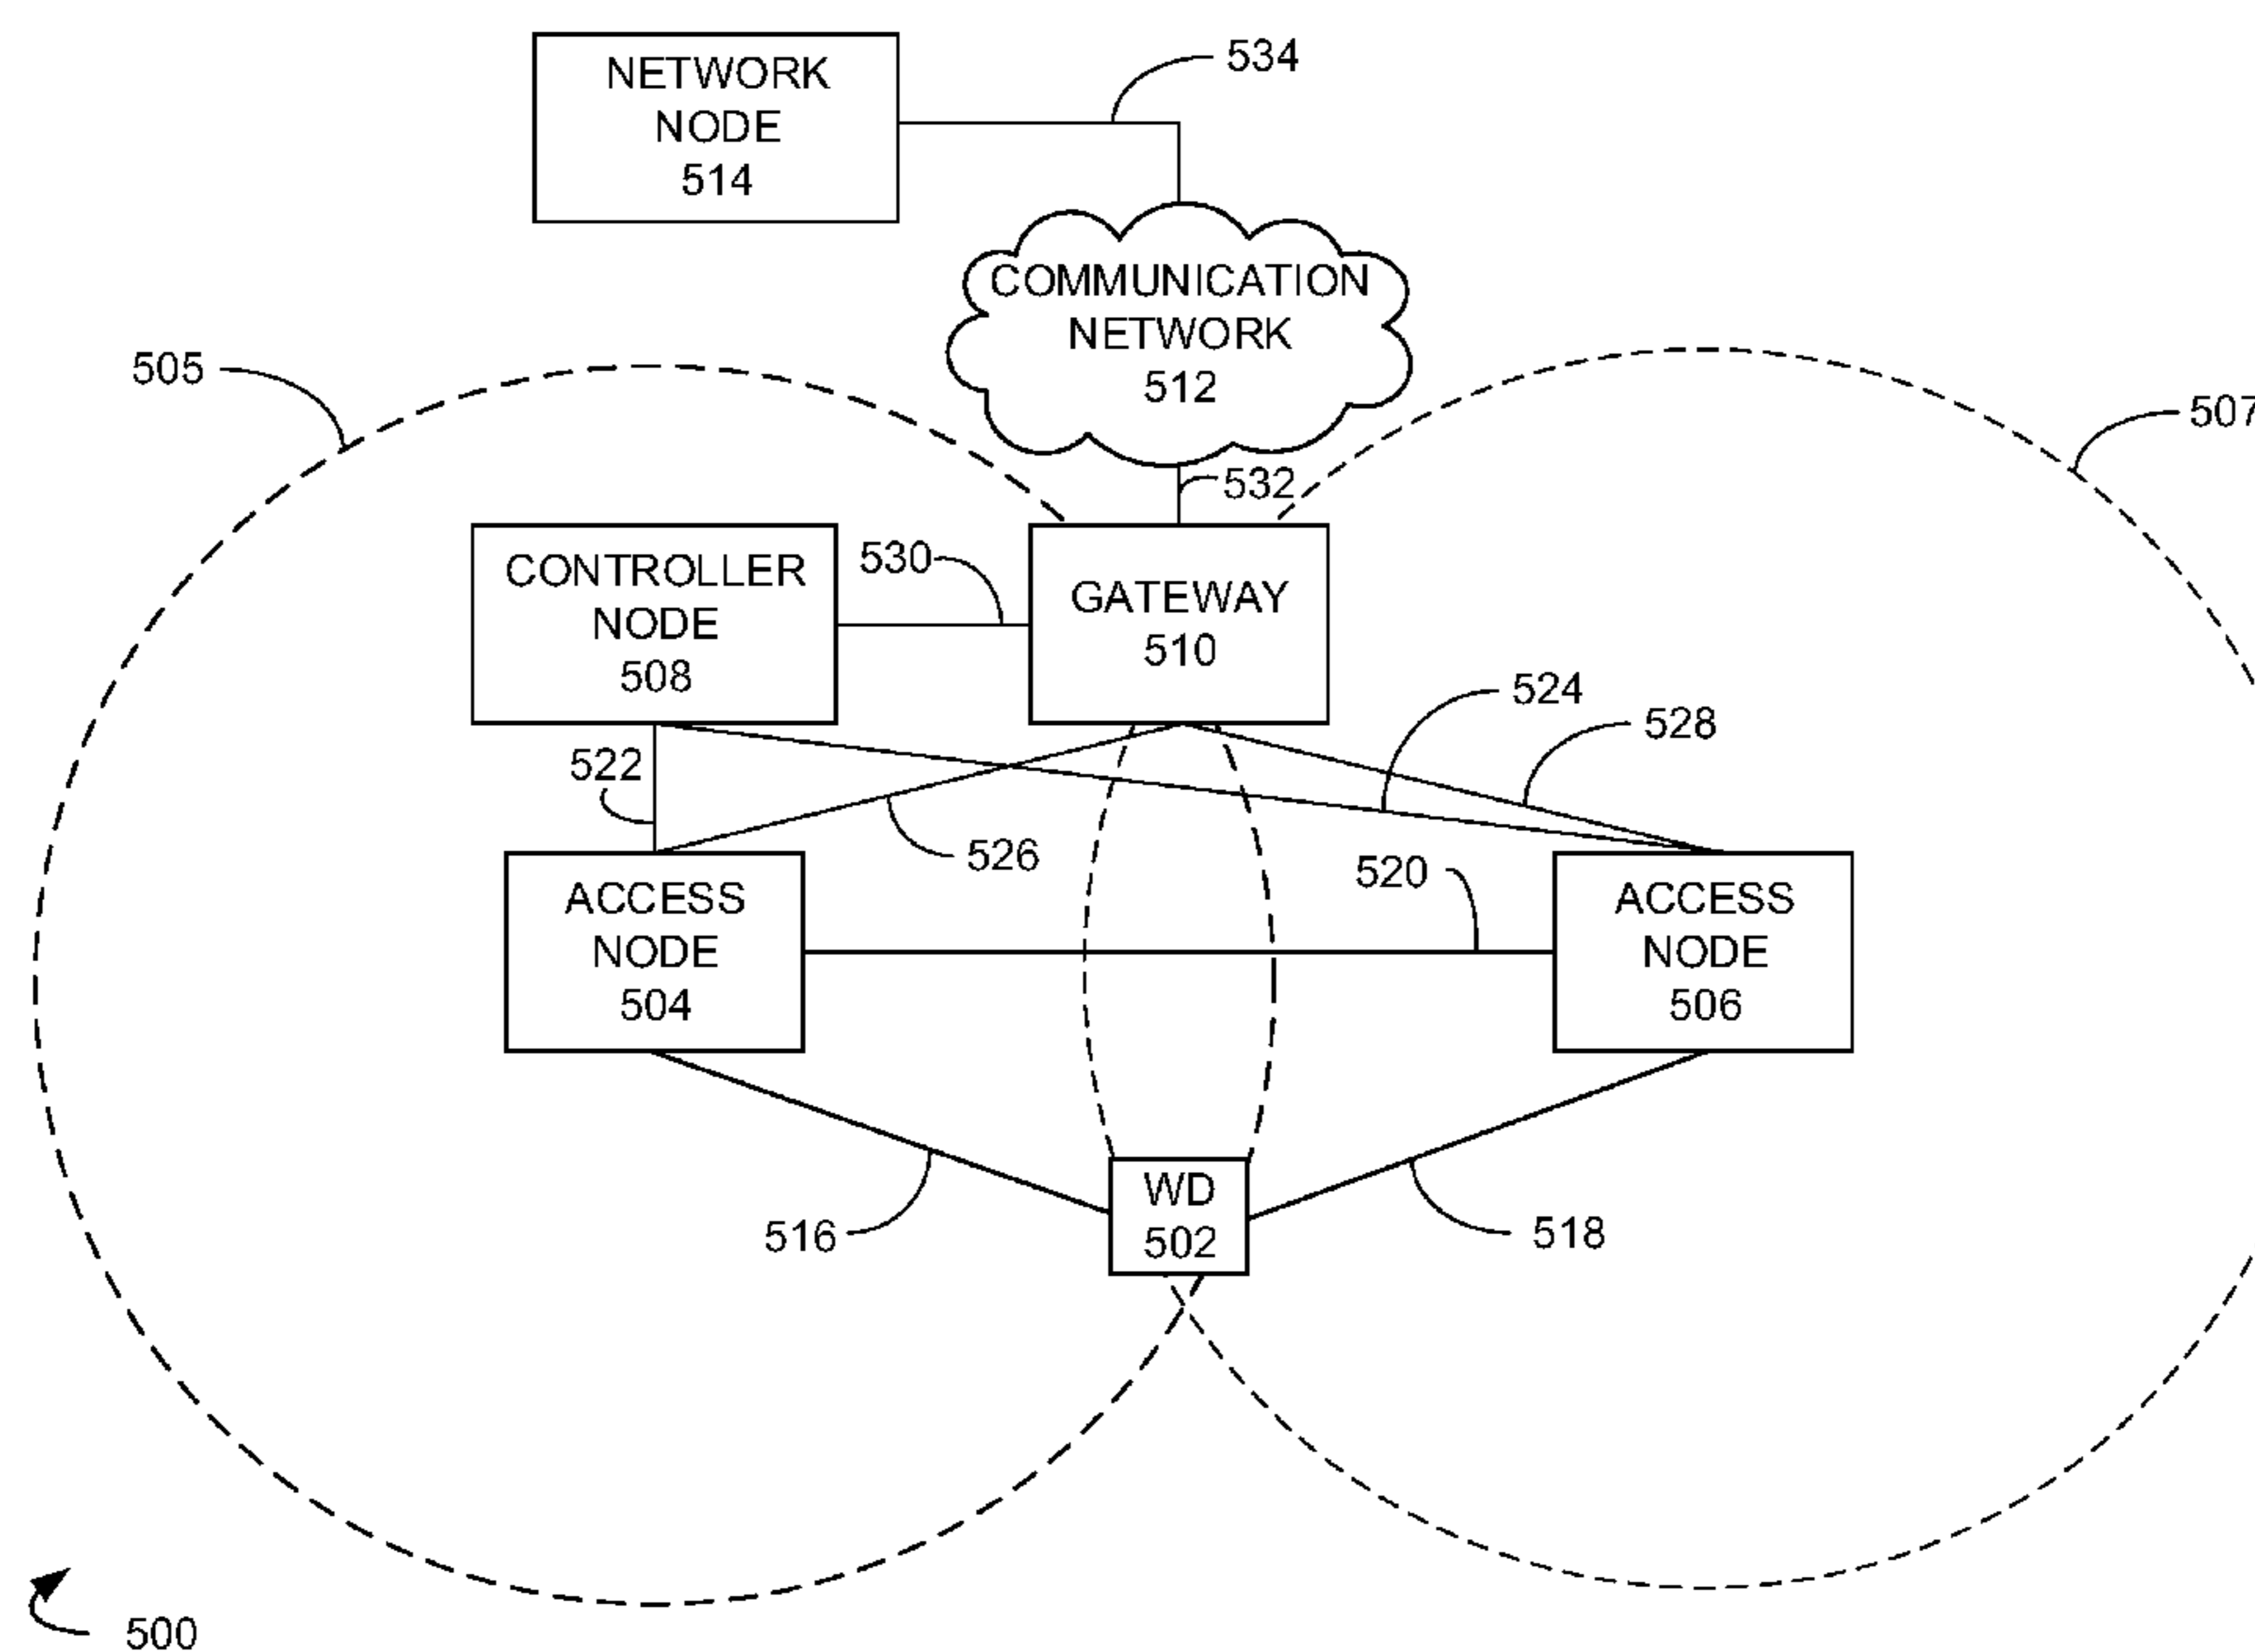 NETWORK
NODE
514
534
COMMUNICATION
NETWORK
512
505
507
532
CONTROLLER
NODE
508
530
GATEWAY
510
524
528
522
526
520
ACCESS
NODE
504
ACCESS
NODE
506
WD
502
516
518
500